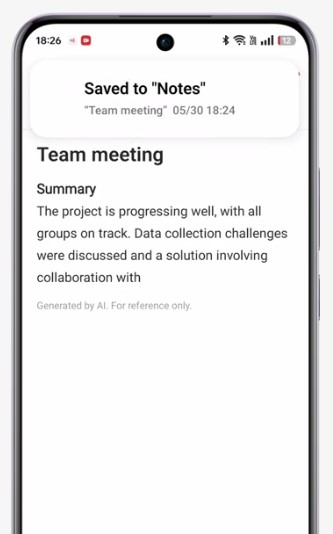 18:26
12
Saved to "Notes"
"Team meeting" 05/30 18:24
Team meeting
Summary
The project is progressing well, with all
groups on track. Data collection challenges
were discussed and a solution involving
collaboration with
Generated by AI. For reference only.